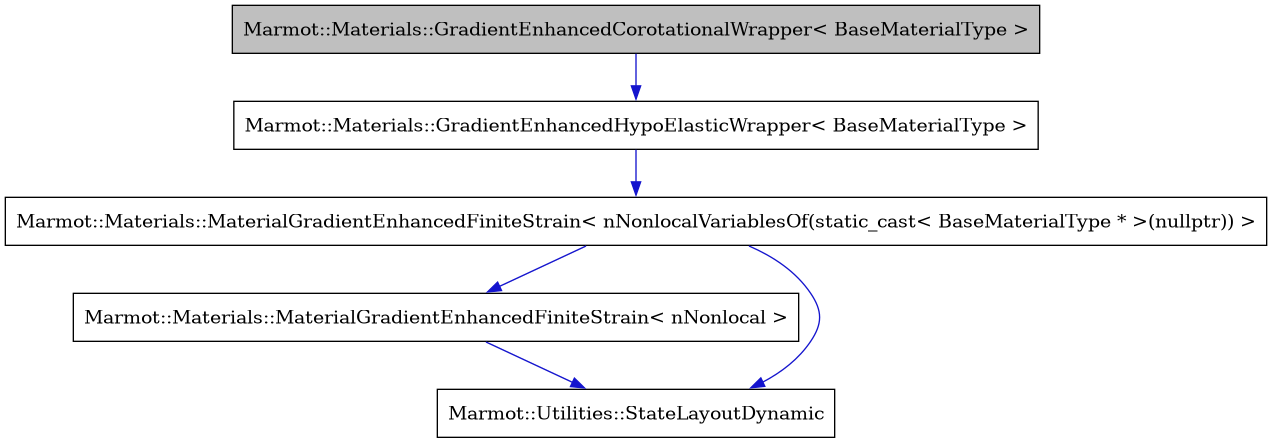 Marmot::Materials::GradientEnhancedCorotationalWrapper< BaseMaterialType >
Marmot::Materials::GradientEnhancedHypoElasticWrapper< BaseMaterialType >
Marmot::Materials::MaterialGradientEnhancedFiniteStrain< nNonlocalVariablesOf(static_cast< BaseMaterialType * >(nullptr)) >
Marmot::Materials::MaterialGradientEnhancedFiniteStrain< nNonlocal >
Marmot::Utilities::StateLayoutDynamic